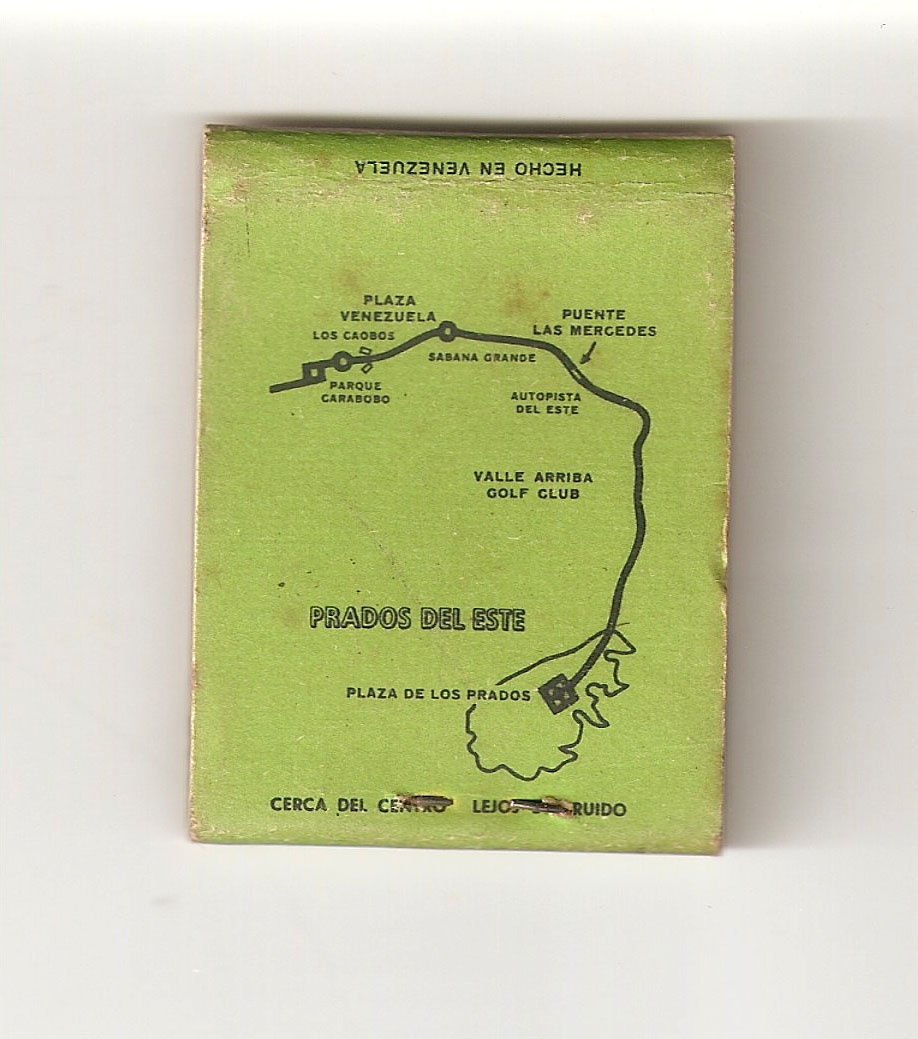 HECHO EN VENEZUELA
PLAZA
VENEZUELA
LOS CAOBOS
PUENTE
LAS MERCEDES
SABANA GRANDE
PARQUE
CARABOBO
AUTOPISTA
DEL ESTE
VALLE ARRIBA
GOLF CLUB
PRADOS DEL ESTE
PLAZA DE LOS PRADOS
CERCA DEL CENTRO LEJOS DEL RUIDO